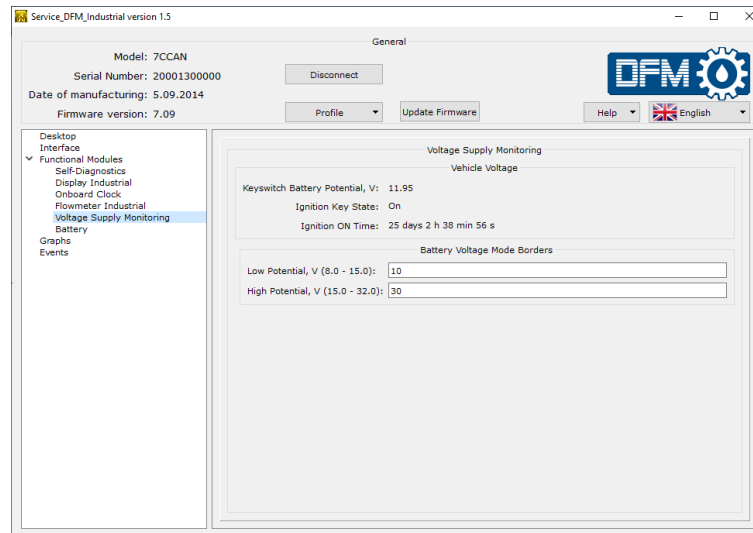 Service_DFM_Industrial version 1.5
General
Model: 7CCAN
Serial Number: 20001300000
Disconnect
Date of manufacturing: 5.09.2014
Firmware version: 7.09
Profile
Update Firmware
DFM
Help
English
Desktop
Interface
Functional Modules
Self-Diagnostics
Display Industrial
Onboard Clock
Flowmeter Industrial
Voltage Supply Monitoring
Battery
Graphs
Events
Voltage Supply Monitoring
Vehicle Voltage
Keyswitch Battery Potential, V: 11.95
Ignition Key State: On
Ignition ON Time: 25 days 2 h 38 min 56 s
Battery Voltage Mode Borders
Low Potential, V (8.0 - 15.0): 10
High Potential, V (15.0 - 32.0): 30